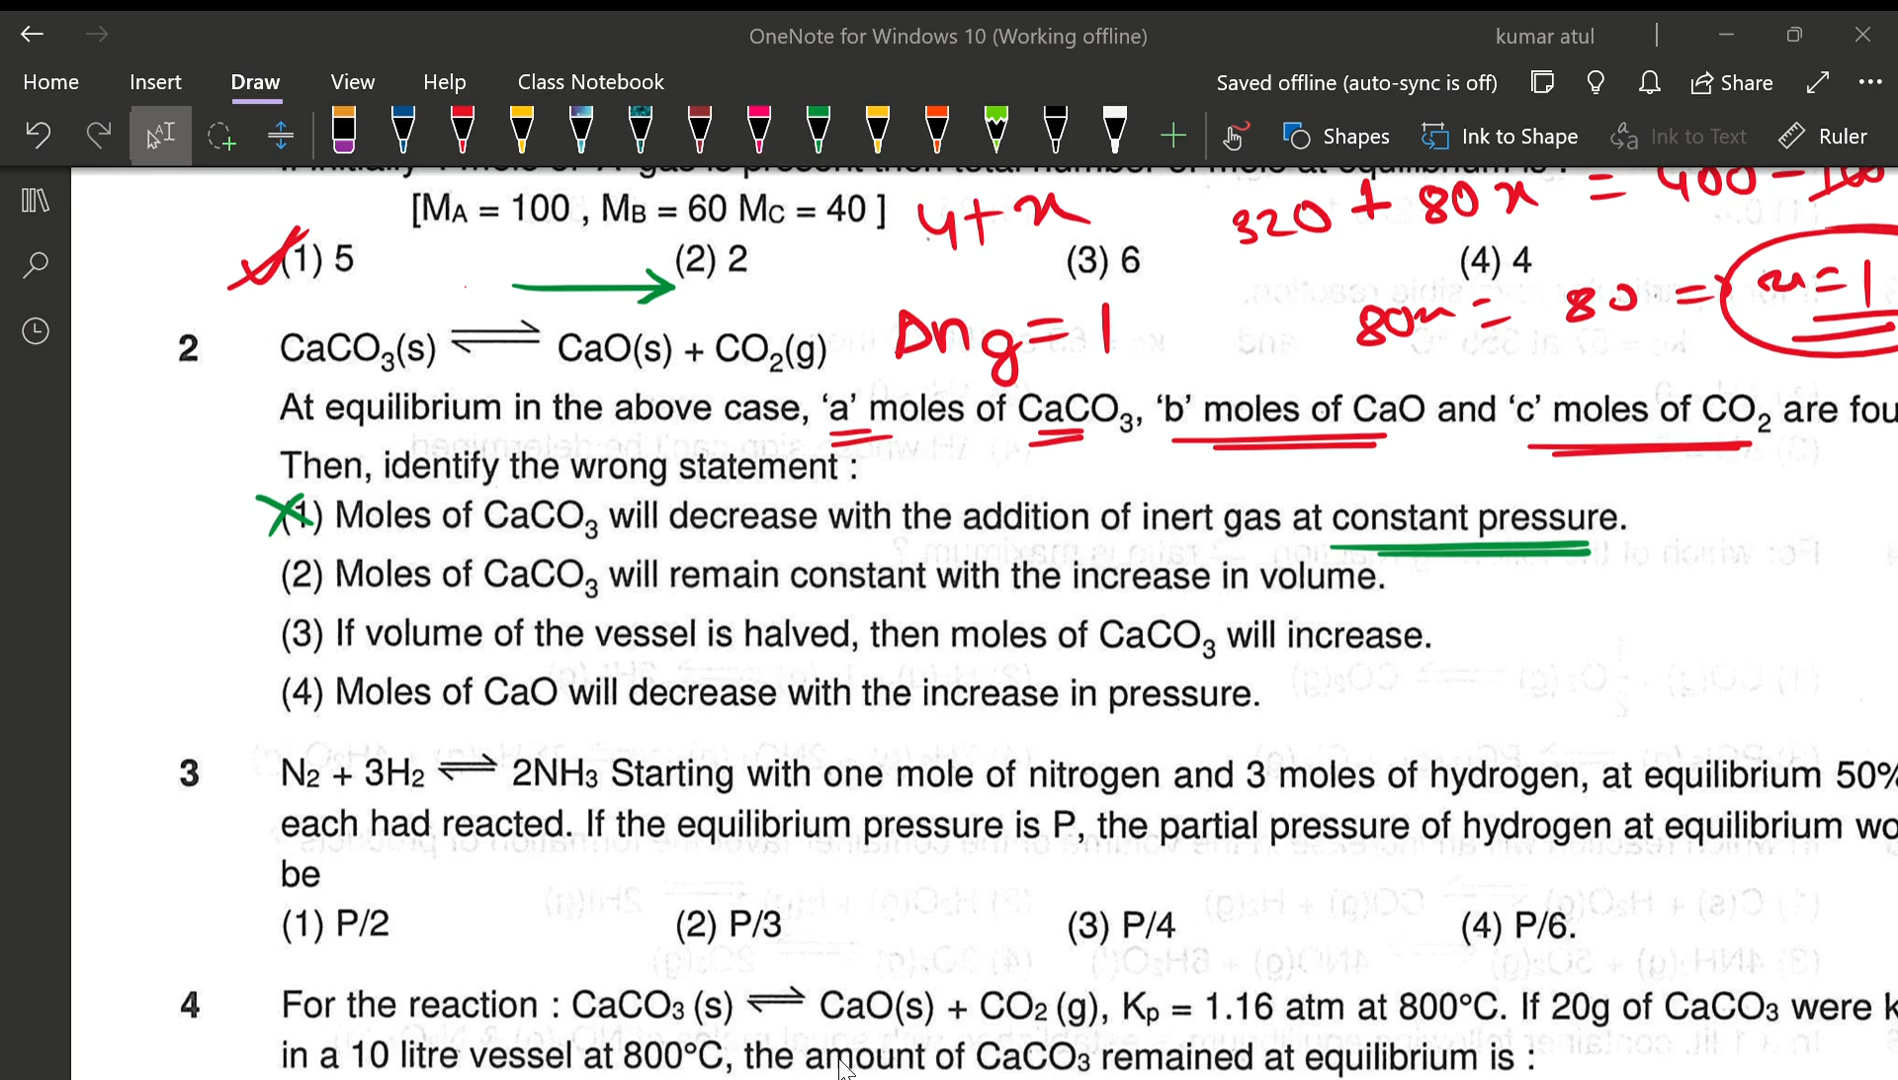 OneNote for Windows 10 (Working offline)
kumar atul
Home Insert Draw View Help Class Notebook
Saved offline (auto-sync is off) Share
Shapes Ink to Shape Ink to Text Ruler
[MA = 100 , MB = 60 MC = 40 ] 4+x 320 + 80x = 400 - 100
(1) 5 (2) 2 (3) 6 (4) 4
80x = 80 = x = 1
2 CaCO₃(s) ⇌ CaO(s) + CO₂(g) Δng = 1
At equilibrium in the above case, ‘a’ moles of CaCO₃, ‘b’ moles of CaO and ‘c’ moles of CO₂ are fou
Then, identify the wrong statement :
(1) Moles of CaCO₃ will decrease with the addition of inert gas at constant pressure.
(2) Moles of CaCO₃ will remain constant with the increase in volume.
(3) If volume of the vessel is halved, then moles of CaCO₃ will increase.
(4) Moles of CaO will decrease with the increase in pressure.
3 N₂ + 3H₂ ⇌ 2NH₃ Starting with one mole of nitrogen and 3 moles of hydrogen, at equilibrium 50%
each had reacted. If the equilibrium pressure is P, the partial pressure of hydrogen at equilibrium wo
be
(1) P/2 (2) P/3 (3) P/4 (4) P/6.
4 For the reaction : CaCO₃ (s) ⇌ CaO(s) + CO₂ (g), Kp = 1.16 atm at 800°C. If 20g of CaCO₃ were k
in a 10 litre vessel at 800°C, the amount of CaCO₃ remained at equilibrium is :